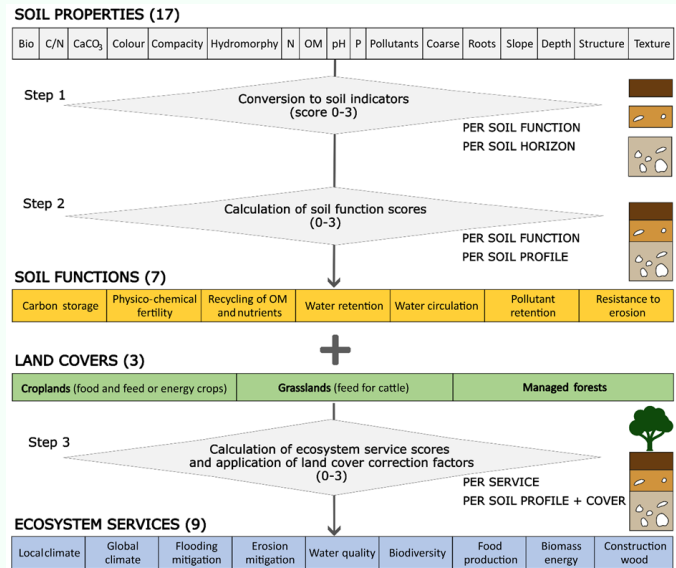 SOIL PROPERTIES (17)
Bio C/N CaCO₃ Colour Compacity Hydromorphy N OM pH P Pollutants Coarse Roots Slope Depth Structure Texture
Step 1
Conversion to soil indicators
(score 0-3)
PER SOIL FUNCTION
PER SOIL HORIZON
Step 2
Calculation of soil function scores
(0-3)
PER SOIL FUNCTION
PER SOIL PROFILE
SOIL FUNCTIONS (7)
Carbon storage
Physico-chemical
fertility
Recycling of OM
and nutrients
Water retention
Water circulation
Pollutant
retention
Resistance to
erosion
LAND COVERS (3)
Croplands (food and feed or energy crops)
Grasslands (feed for cattle)
Managed forests
Step 3
Calculation of ecosystem service scores
and application of land cover correction factors
(0-3)
PER SERVICE
PER SOIL PROFILE + COVER
ECOSYSTEM SERVICES (9)
Local climate
Global
climate
Flooding
mitigation
Erosion
mitigation
Water quality
Biodiversity
Food
production
Biomass
energy
Construction
wood